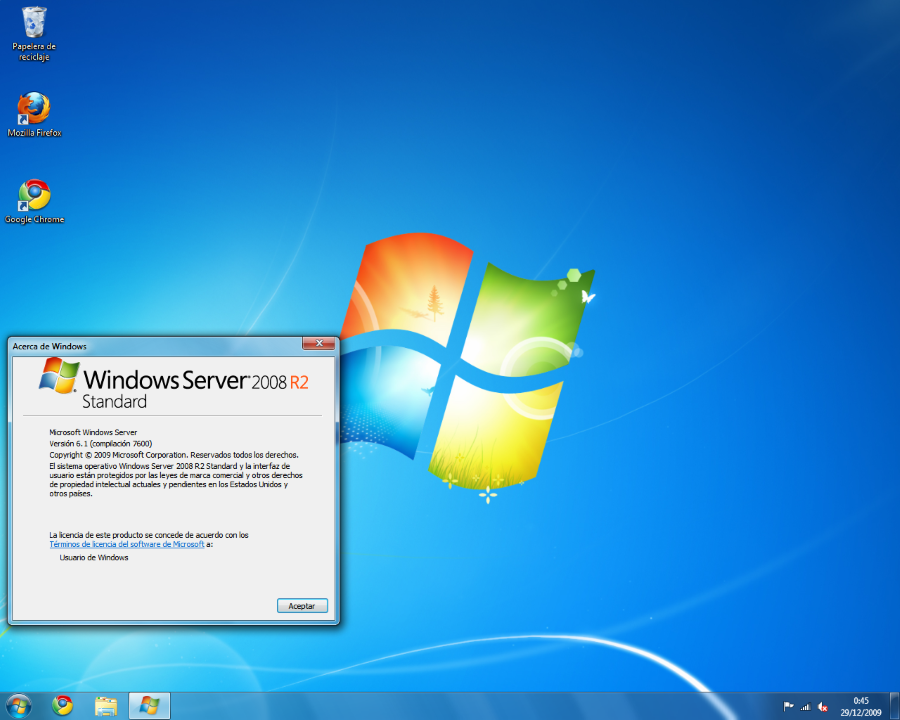 Papelera de
reciclaje
Mozilla Firefox
Google Chrome
Acerca de Windows
Windows Server 2008 R2
Standard
Microsoft Windows Server
Versión 6.1 (compilación 7600)
Copyright © 2009 Microsoft Corporation. Reservados todos los derechos.
El sistema operativo Windows Server 2008 R2 Standard y la interfaz de
usuario están protegidos por las leyes de marca comercial y otros derechos
de propiedad intelectual actuales y pendientes en los Estados Unidos y
otros países.
La licencia de este producto se concede de acuerdo con los
Términos de licencia del software de Microsoft a:
Usuario de Windows
Aceptar
0:45
29/12/2009